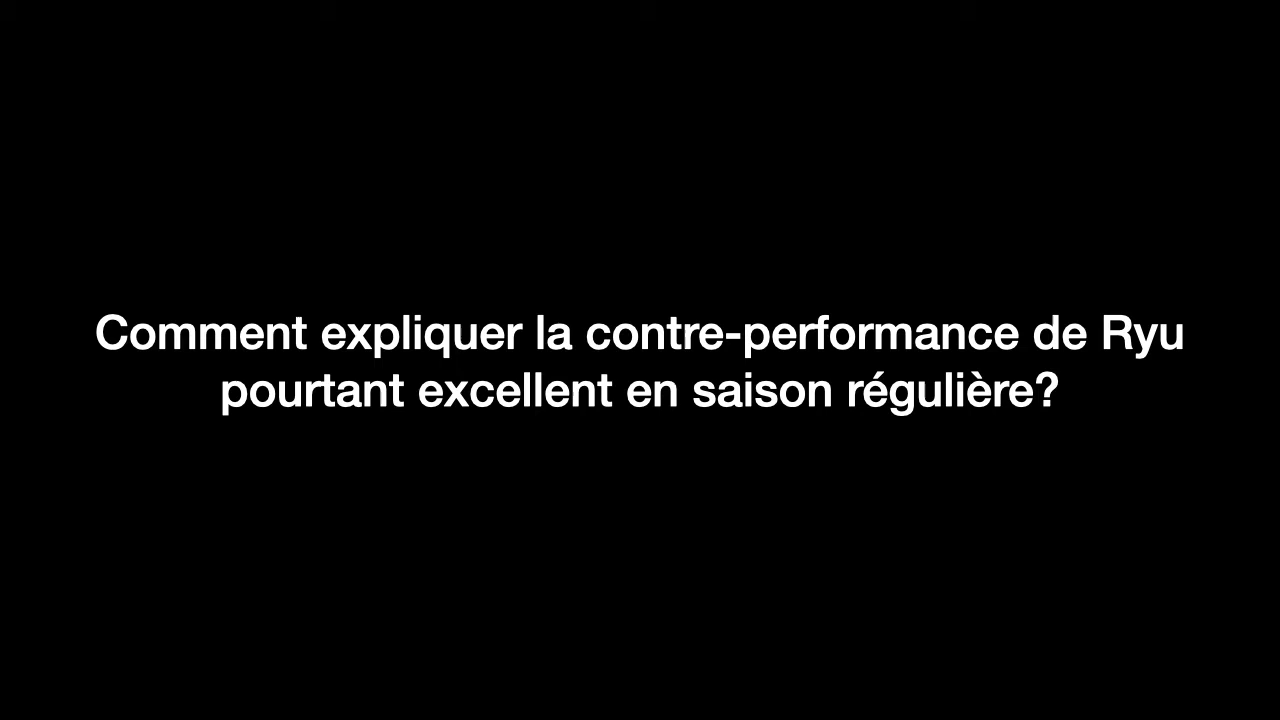 Comment expliquer la contre-performance de Ryu
pourtant excellent en saison régulière?